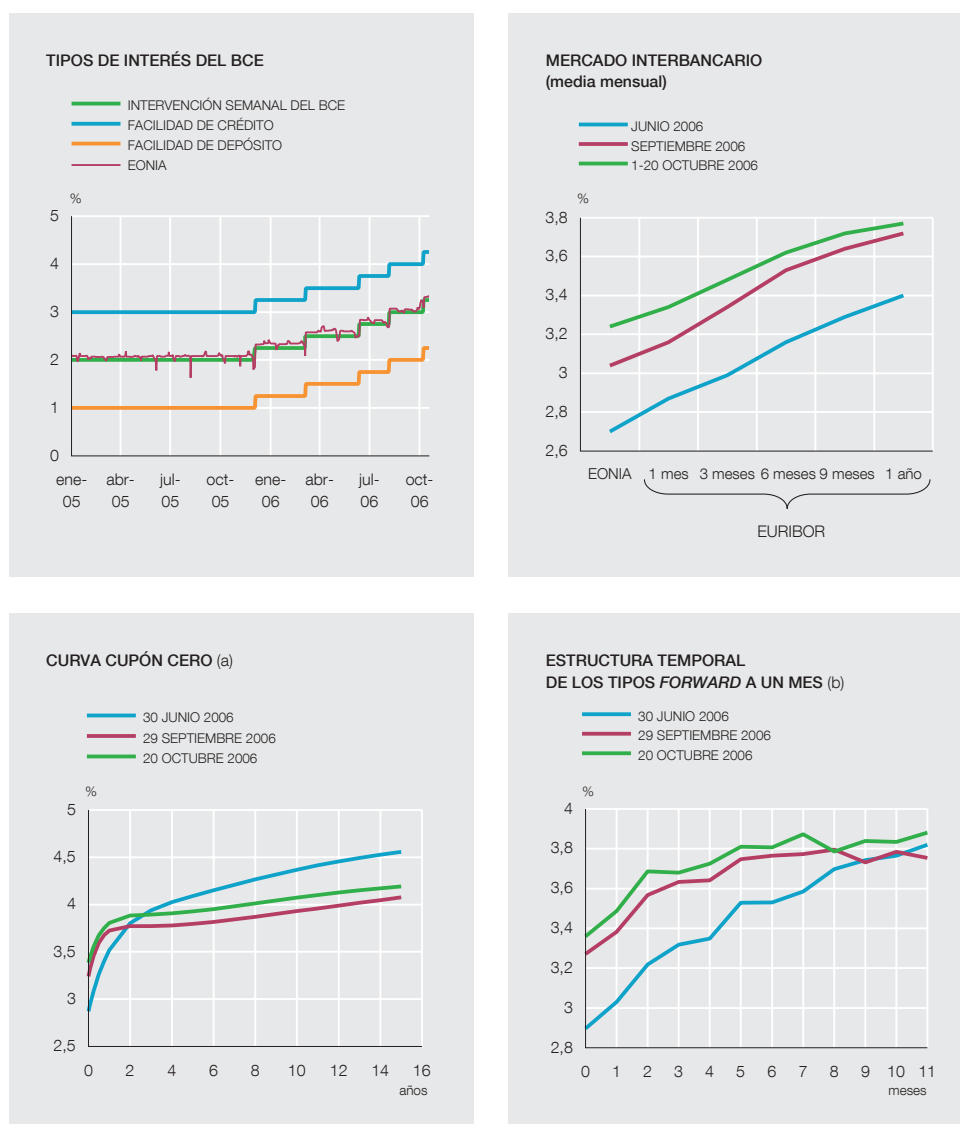 TIPOS DE INTERÉS DEL BCE
INTERVENCIÓN SEMANAL DEL BCE
FACILIDAD DE CRÉDITO
FACILIDAD DE DEPÓSITO
EONIA
%
5
4
3
2
1
0
ene-05 abr-05 jul-05 oct-05 ene-06 abr-06 jul-06 oct-06
MERCADO INTERBANCARIO
(media mensual)
JUNIO 2006
SEPTIEMBRE 2006
1-20 OCTUBRE 2006
%
3,8
3,6
3,4
3,2
3
2,8
2,6
EONIA 1 mes 3 meses 6 meses 9 meses 1 año
EURIBOR
CURVA CUPÓN CERO (a)
30 JUNIO 2006
29 SEPTIEMBRE 2006
20 OCTUBRE 2006
%
5
4,5
4
3,5
3
2,5
0 2 4 6 8 10 12 14 16
años
ESTRUCTURA TEMPORAL
DE LOS TIPOS FORWARD A UN MES (b)
30 JUNIO 2006
29 SEPTIEMBRE 2006
20 OCTUBRE 2006
%
4
3,8
3,6
3,4
3,2
3
2,8
0 1 2 3 4 5 6 7 8 9 10 11
meses